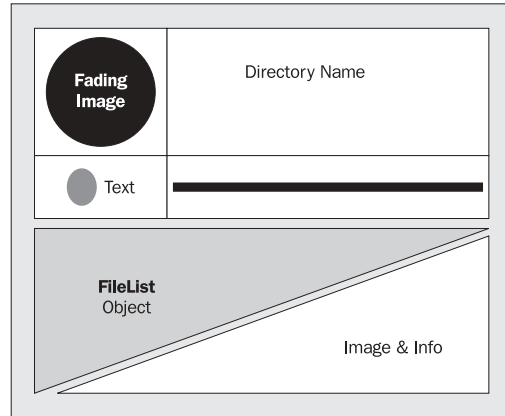 Fading
Image
Directory Name
Text
FileList
Object
Image & Info